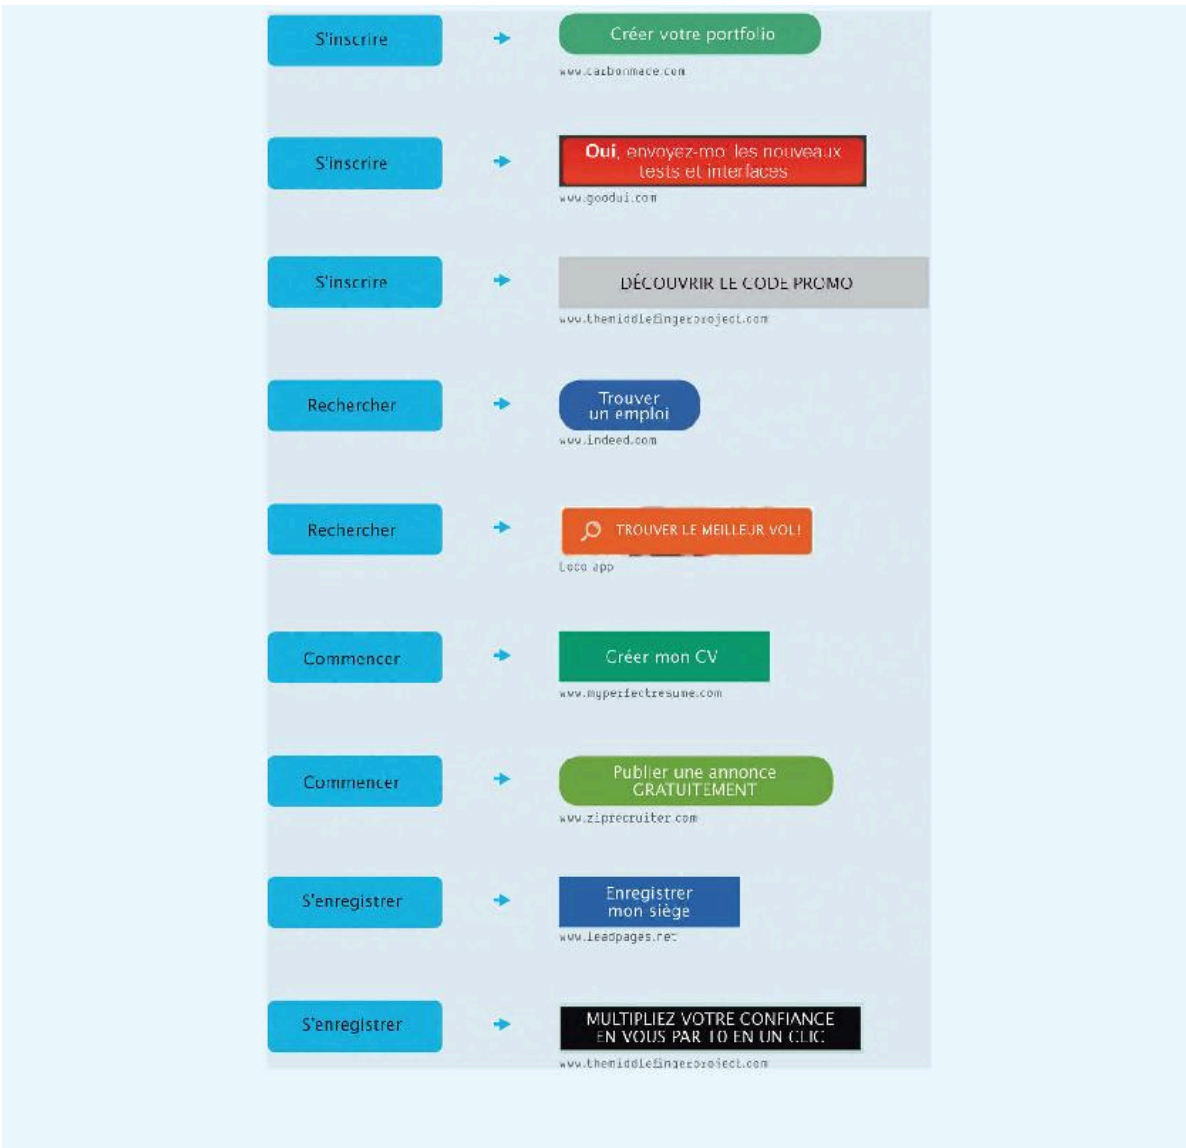 S'inscrire
Créer votre portfolio
www.carbonmade.com
S'inscrire
Oui, envoyez-moi les nouveaux
tests et interfaces
www.goodui.com
S'inscrire
DÉCOUVRIR LE CODE PROMO
www.themiddlefingerproject.com
Rechercher
Trouver
un emploi
www.indeed.com
Rechercher
TROUVER LE MEILLEUR VOL!
Loco app
Commencer
Créer mon CV
www.myperfectresume.com
Commencer
Publier une annonce
GRATUITEMENT
www.ziprecruiter.com
S'enregistrer
Enregistrer
mon siège
www.leadpages.net
S'enregistrer
MULTIPLIEZ VOTRE CONFIANCE
EN VOUS PAR 10 EN UN CLIC
www.themiddlefingerproject.com